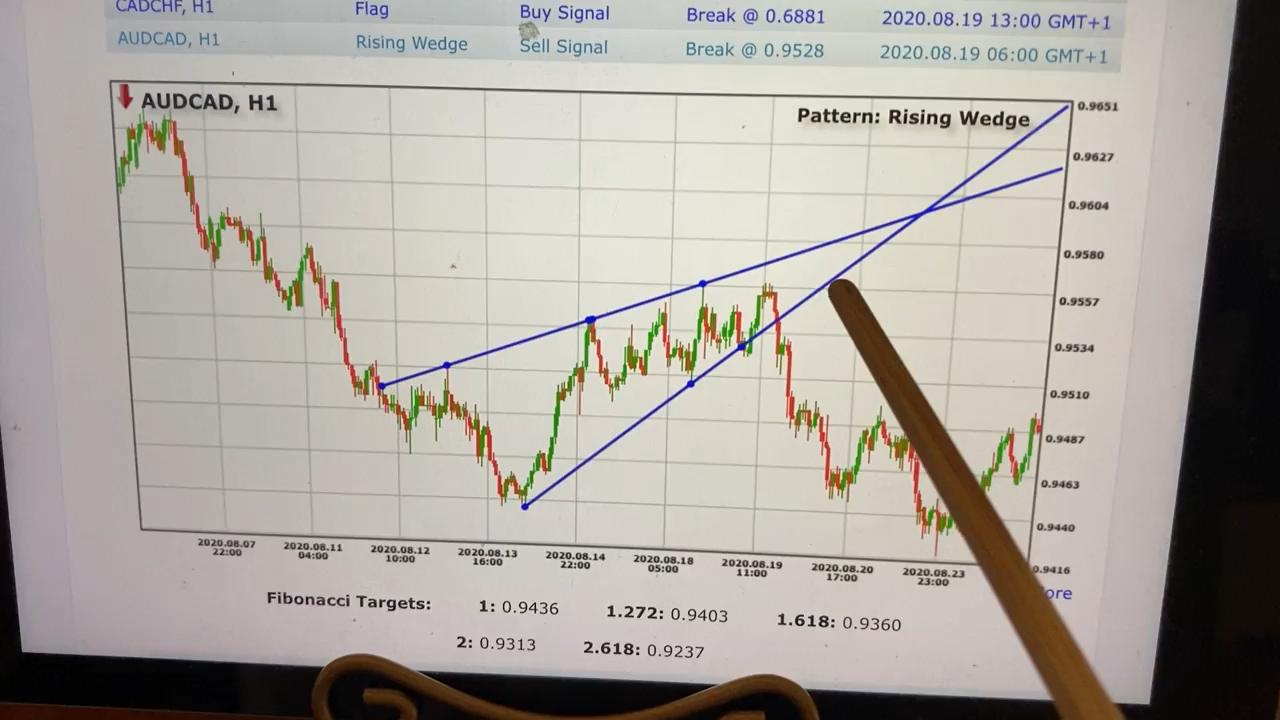 CADCHF, H1 Flag Buy Signal Break @ 0.6881 2020.08.19 13:00 GMT+1
AUDCAD, H1 Rising Wedge Sell Signal Break @ 0.9528 2020.08.19 06:00 GMT+1
AUDCAD, H1
Pattern: Rising Wedge
0.9651
0.9627
0.9604
0.9580
0.9557
0.9534
0.9510
0.9487
0.9463
0.9440
0.9416
2020.08.07 2020.08.11 2020.08.12 2020.08.13 2020.08.14 2020.08.18 2020.08.19 2020.08.20 2020.08.23
22:00 04:00 10:00 16:00 22:00 05:00 11:00 17:00 23:00
ore
Fibonacci Targets: 1: 0.9436 1.272: 0.9403 1.618: 0.9360
2: 0.9313 2.618: 0.9237